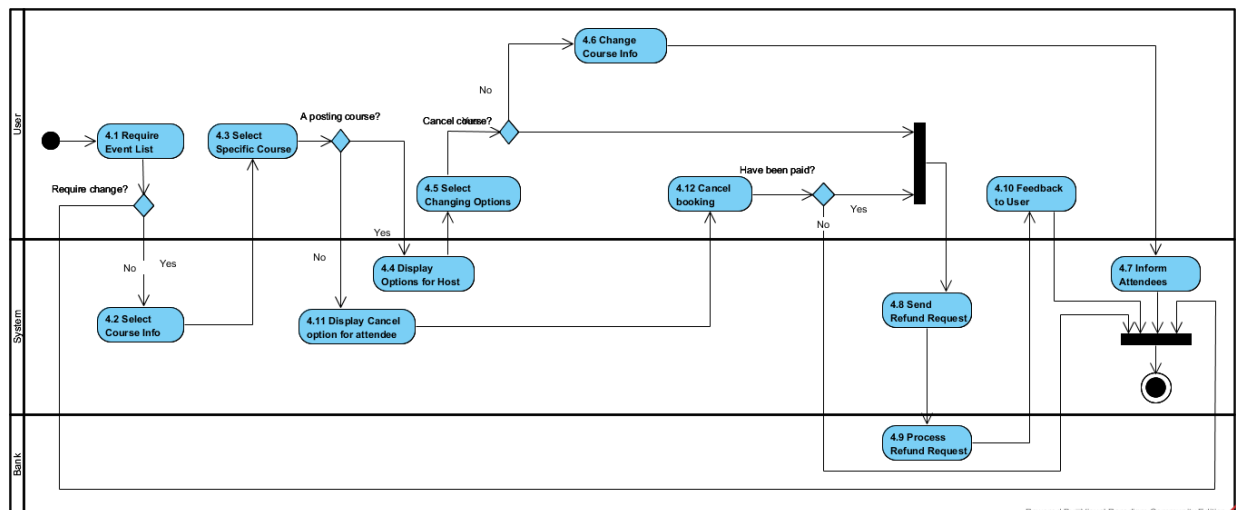 User
System
Bank
4.1 Require
Event List
Require change?
No
Yes
4.2 Select
Course Info
4.3 Select
Specific Course
A posting course?
Yes
No
4.4 Display
Options for Host
4.11 Display Cancel
option for attendee
4.5 Select
Changing Options
Cancel course?
Yes
No
4.6 Change
Course Info
4.12 Cancel
booking
Have been paid?
Yes
No
4.8 Send
Refund Request
4.9 Process
Refund Request
4.10 Feedback
to User
4.7 Inform
Attendees